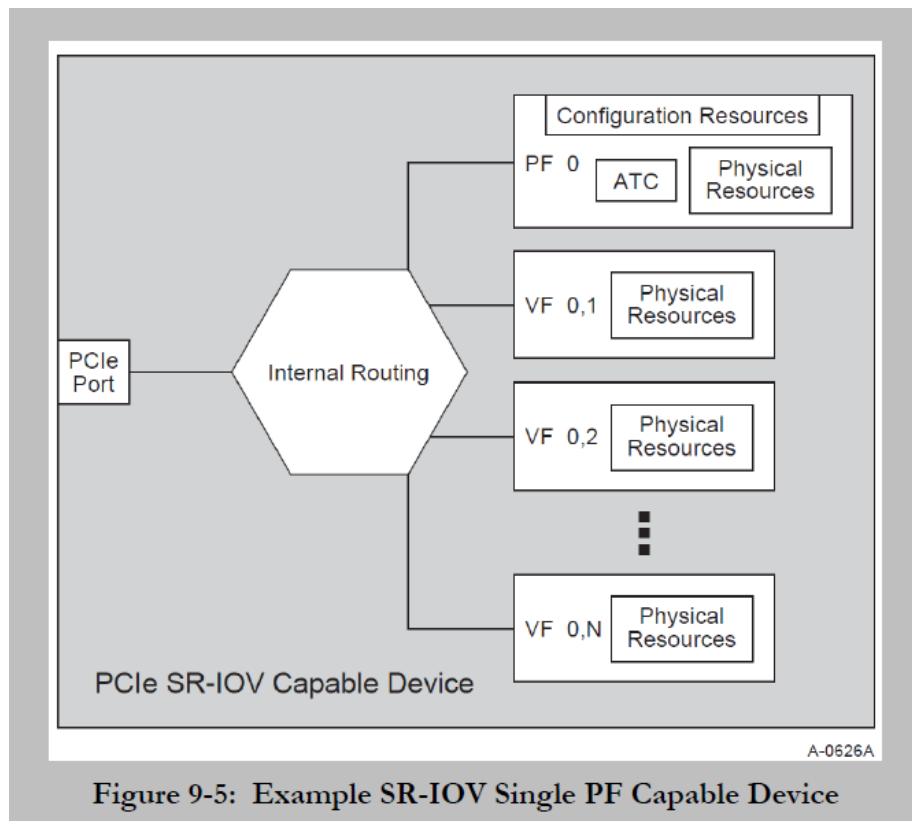 Configuration Resources
PF 0
ATC
Physical
Resources
VF 0,1
Physical
Resources
PCIe
Port
Internal Routing
VF 0,2
Physical
Resources
VF 0,N
Physical
Resources
PCIe SR-IOV Capable Device
A-0626A
Figure 9-5: Example SR-IOV Single PF Capable Device